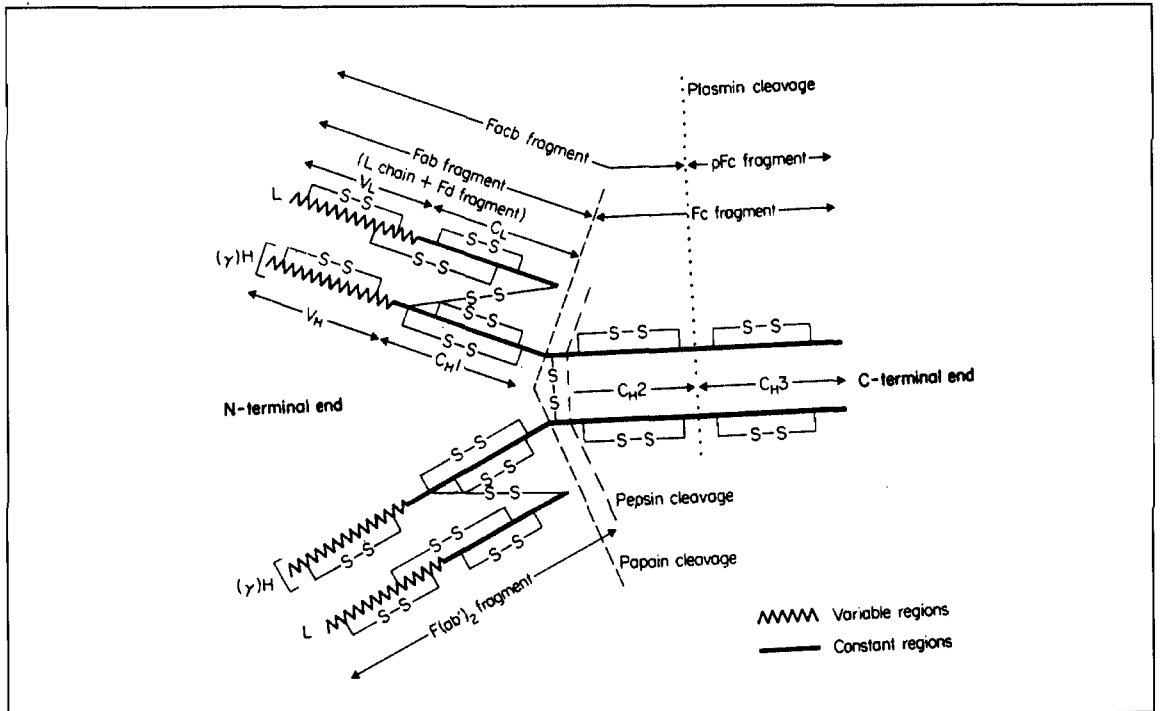 Plasmin cleavage
Facb fragment
pFc fragment
Fab fragment
(L chain + Fd fragment)
Fc fragment
V_L
C_L
L
S-S
S-S
S-S
(γ)H
S-S
S-S
S-S
S-S
V_H
C_H1
S-S
S-S
S
S
C_H2
C_H3
C-terminal end
N-terminal end
S-S
S-S
S-S
S-S
S-S
Pepsin cleavage
S-S
S-S
S-S
(γ)H
Papain cleavage
S-S
L
F(ab')_2 fragment
Variable regions
Constant regions